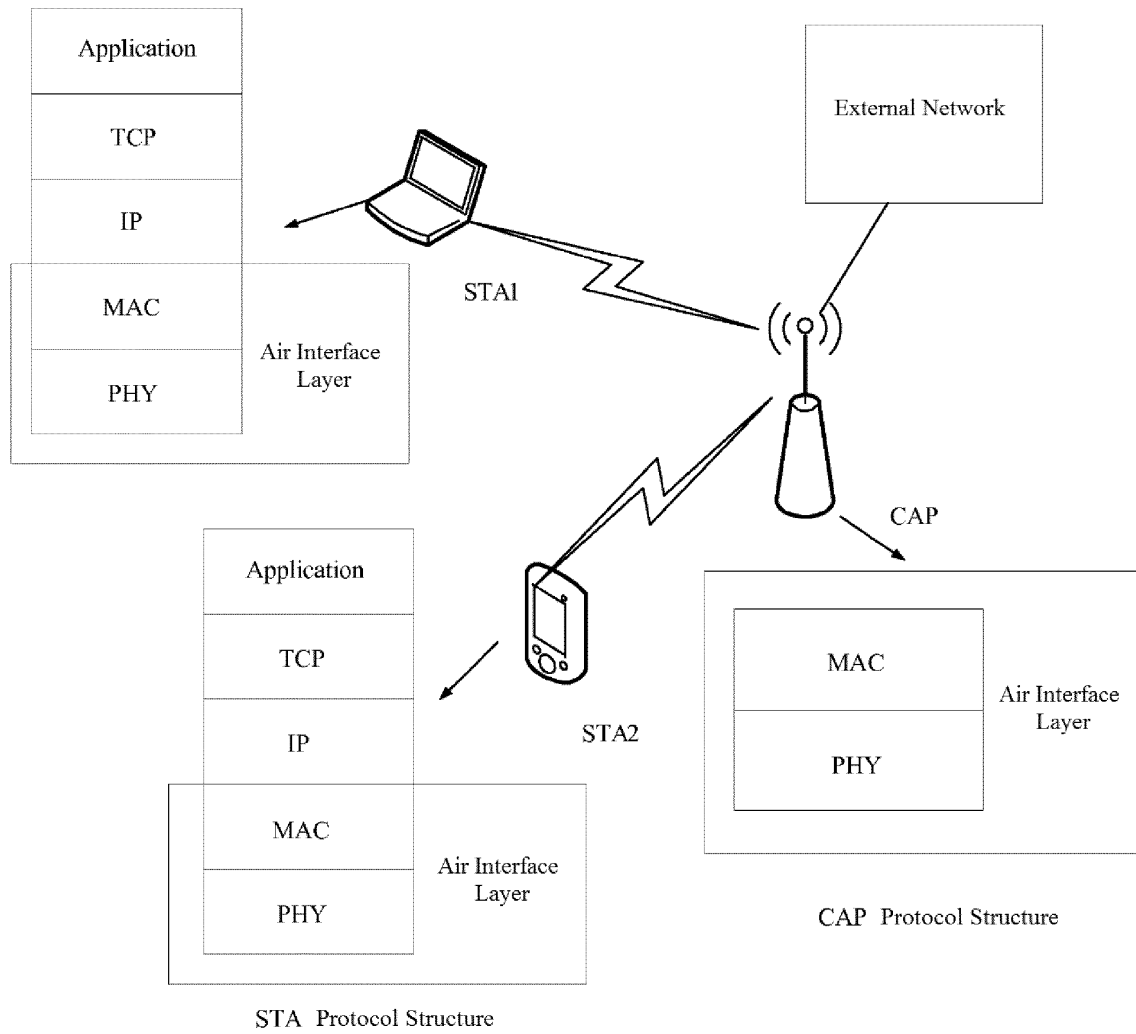 Application
TCP
IP
MAC
PHY
Air Interface
Layer
STA1
External Network
CAP
Application
TCP
IP
MAC
PHY
Air Interface
Layer
STA2
MAC
PHY
Air Interface
Layer
CAP Protocol Structure
STA Protocol Structure